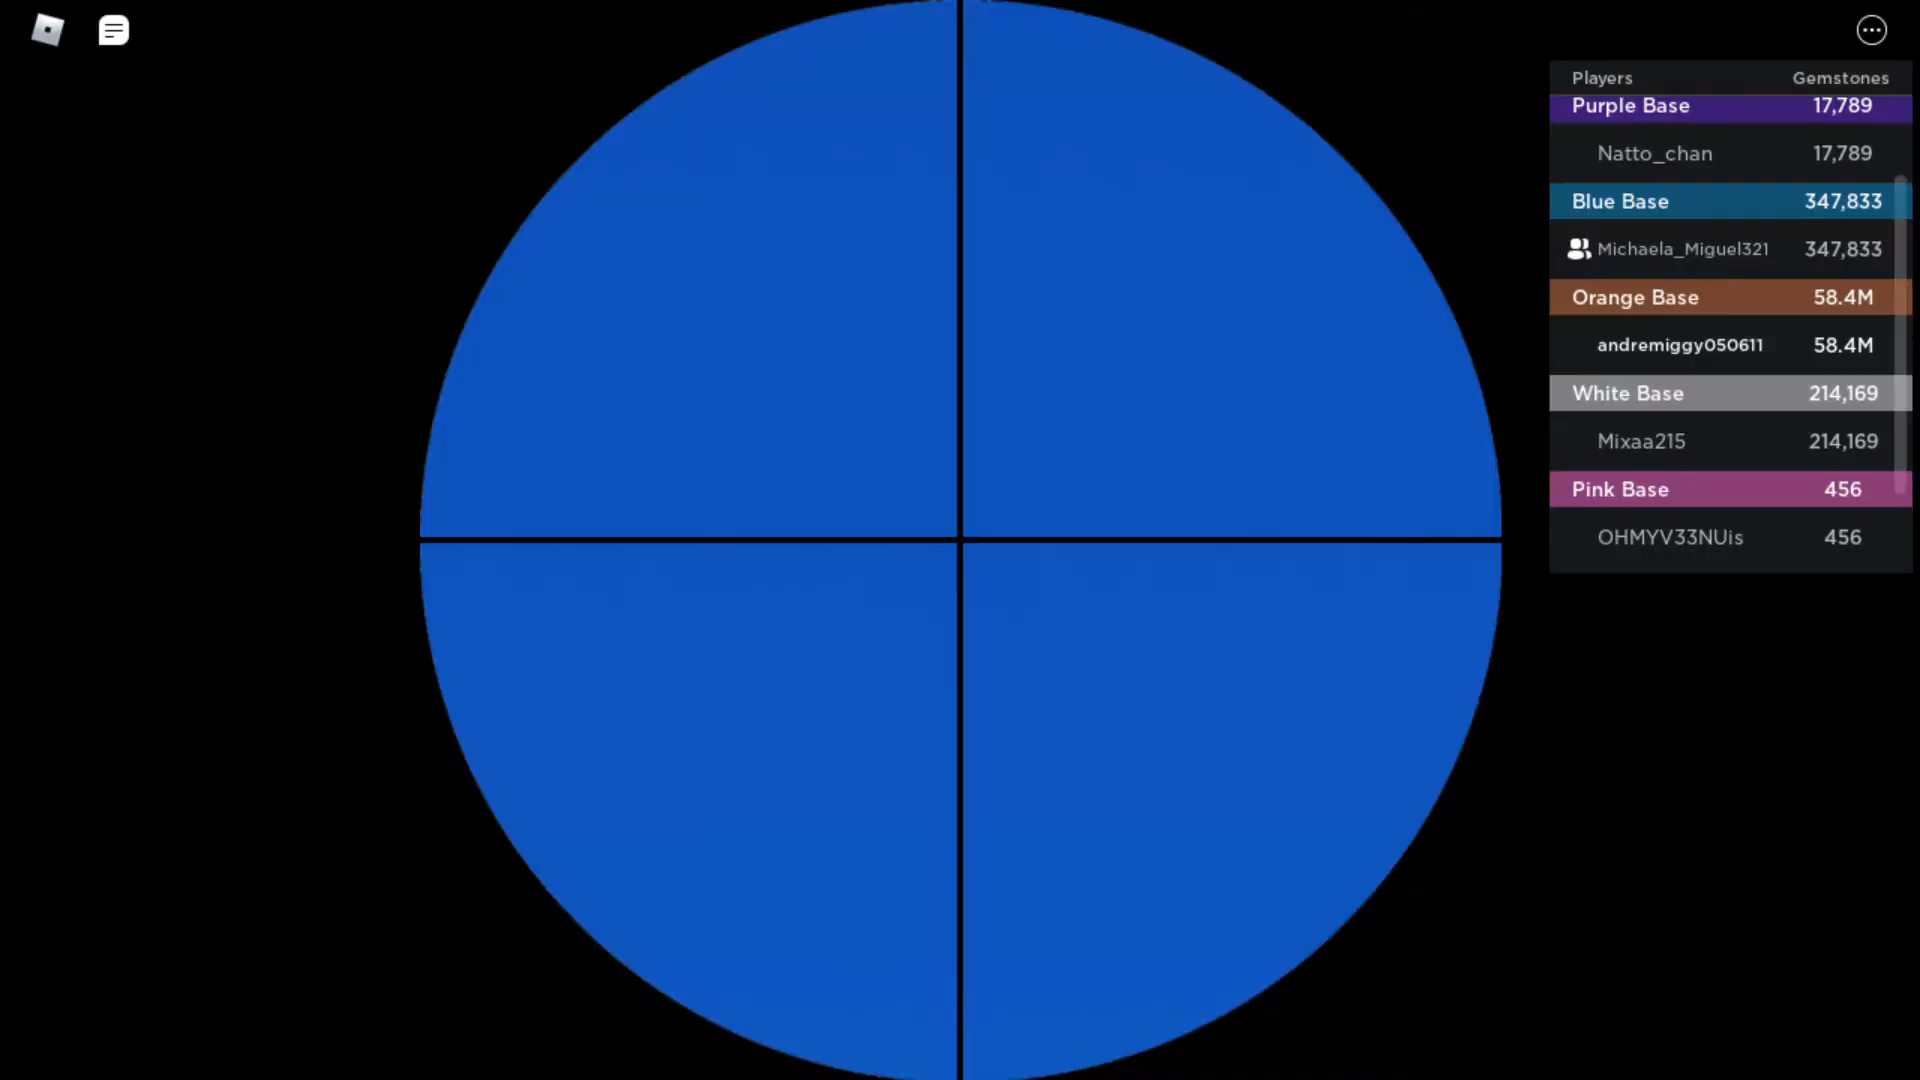 Players Gemstones
Purple Base 17,789
Natto_chan 17,789
Blue Base 347,833
Michaela_Miguel321 347,833
Orange Base 58.4M
andremiggy050611 58.4M
White Base 214,169
Mixaa215 214,169
Pink Base 456
OHMYV33NUis 456